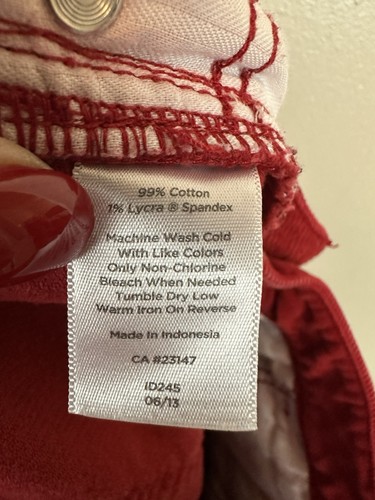 99% Cotton
1% Lycra ® Spandex
Machine Wash Cold
With Like Colors
Only Non-Chlorine
Bleach When Needed
Tumble Dry Low
Warm Iron On Reverse
Made in Indonesia
CA #23147
ID245
06/13